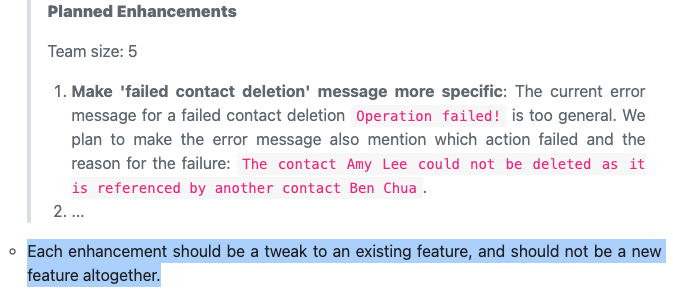 Planned Enhancements
Team size: 5
1. Make 'failed contact deletion' message more specific: The current error
message for a failed contact deletion Operation failed! is too general. We
plan to make the error message also mention which action failed and the
reason for the failure: The contact Amy Lee could not be deleted as it
is referenced by another contact Ben Chua.
2. ...
Each enhancement should be a tweak to an existing feature, and should not be a new
feature altogether.